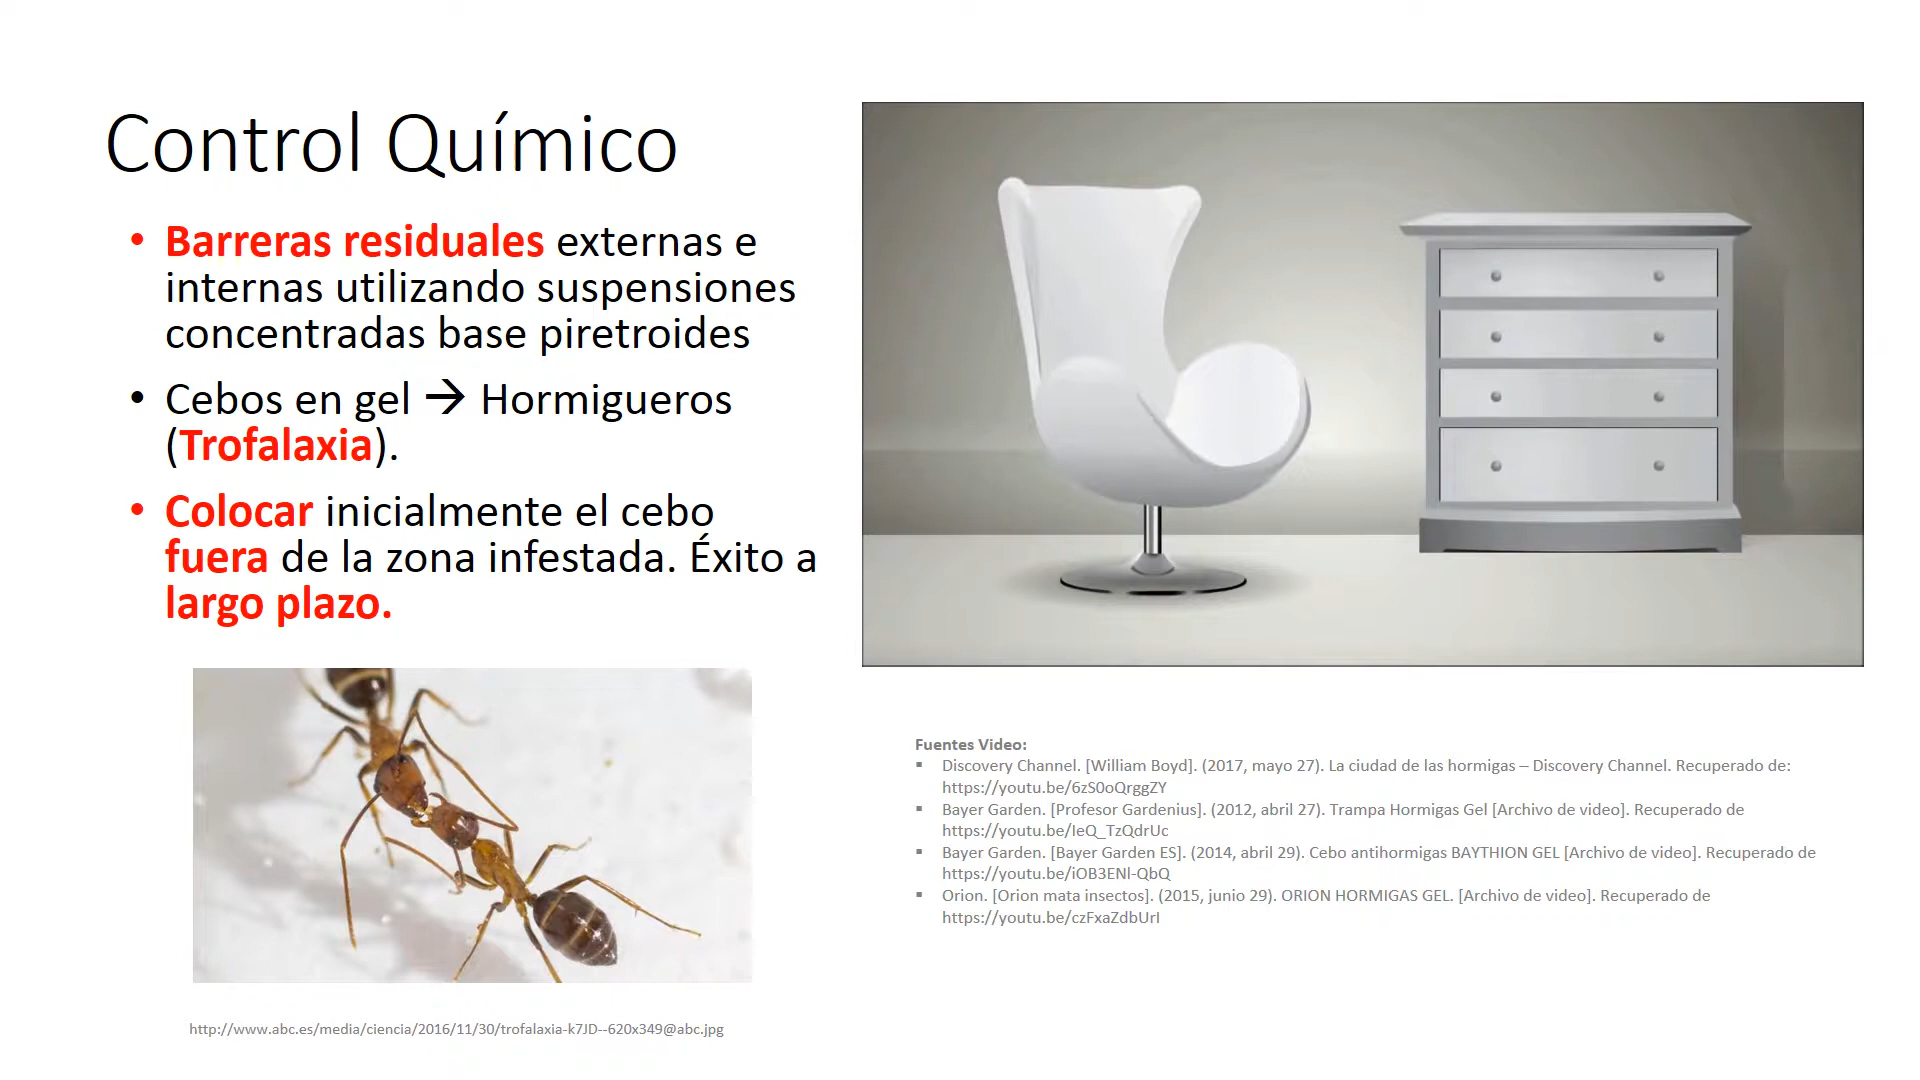 Control Químico
• Barreras residuales externas e
internas utilizando suspensiones
concentradas base piretroides
• Cebos en gel → Hormigueros
(Trofalaxia).
• Colocar inicialmente el cebo
fuera de la zona infestada. Éxito a
largo plazo.
http://www.abc.es/media/ciencia/2016/11/30/trofalaxia-k7JD--620x349@abc.jpg
Fuentes Video:
▪ Discovery Channel. [William Boyd]. (2017, mayo 27). La ciudad de las hormigas – Discovery Channel. Recuperado de:
https://youtu.be/6zS0oQrggZY
▪ Bayer Garden. [Profesor Gardenius]. (2012, abril 27). Trampa Hormigas Gel [Archivo de video]. Recuperado de
https://youtu.be/IeQ_TzQdrUc
▪ Bayer Garden. [Bayer Garden ES]. (2014, abril 29). Cebo antihormigas BAYTHION GEL [Archivo de video]. Recuperado de
https://youtu.be/iOB3ENl-QbQ
▪ Orion. [Orion mata insectos]. (2015, junio 29). ORION HORMIGAS GEL. [Archivo de video]. Recuperado de
https://youtu.be/czFxaZdbUrI